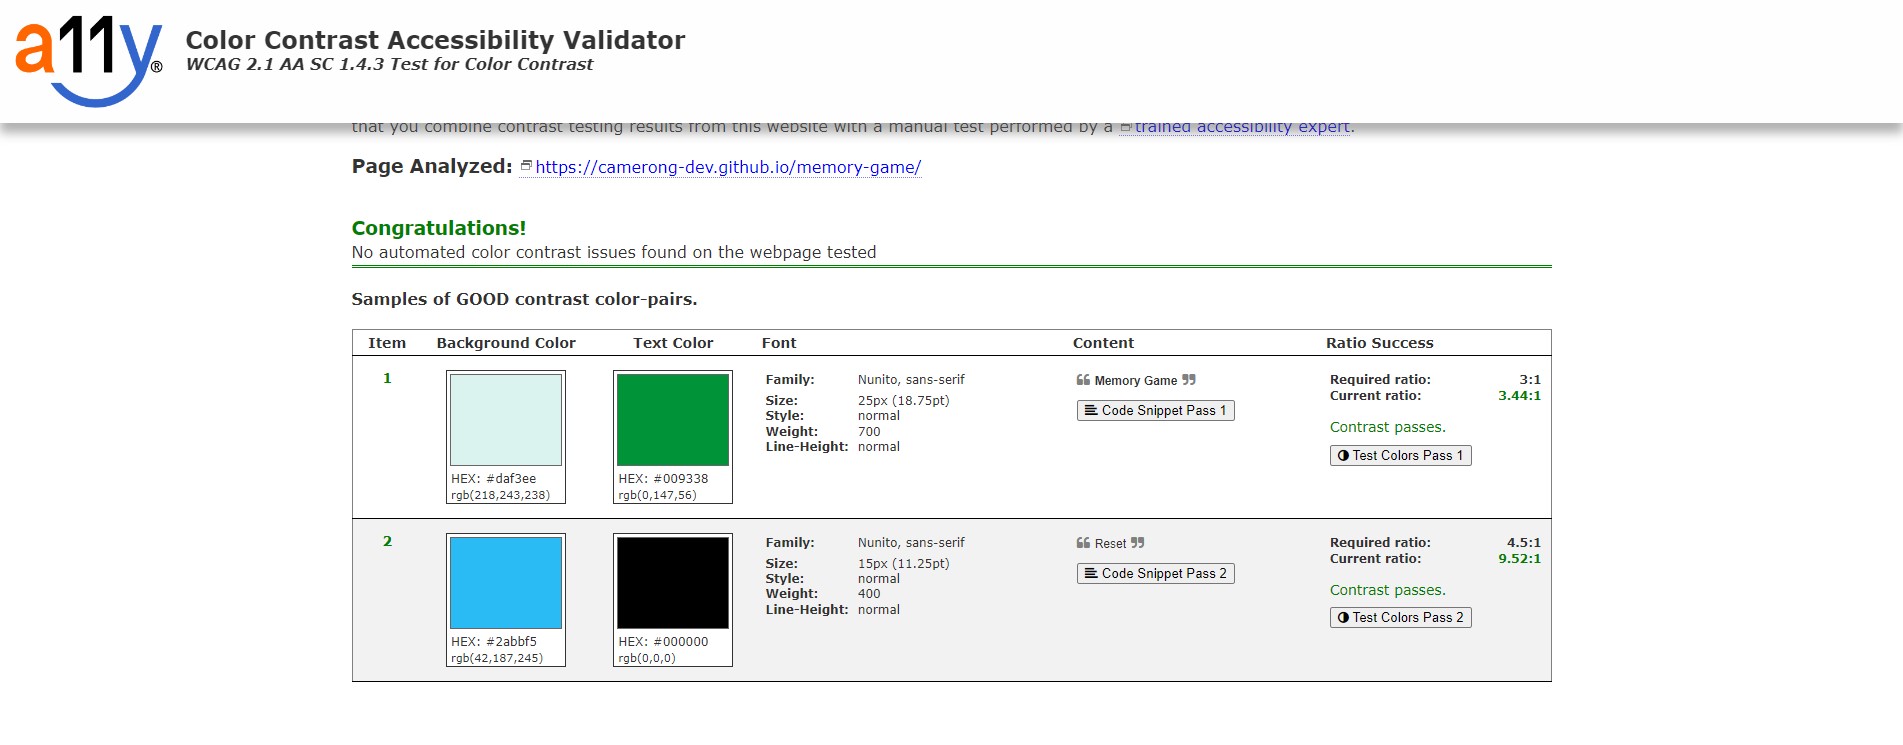 a11y®
Color Contrast Accessibility Validator
WCAG 2.1 AA SC 1.4.3 Test for Color Contrast
that you combine contrast testing results from this website with a manual test performed by a trained accessibility expert.
Page Analyzed: https://camerong-dev.github.io/memory-game/
Congratulations!
No automated color contrast issues found on the webpage tested
Samples of GOOD contrast color-pairs.
Item Background Color Text Color Font Content Ratio Success
1
HEX: #daf3ee
rgb(218,243,238)
HEX: #009338
rgb(0,147,56)
Family: Nunito, sans-serif
Size: 25px (18.75pt)
Style: normal
Weight: 700
Line-Height: normal
❝ Memory Game ❞
Code Snippet Pass 1
Required ratio: 3:1
Current ratio: 3.44:1
Contrast passes.
Test Colors Pass 1
2
HEX: #2abbf5
rgb(42,187,245)
HEX: #000000
rgb(0,0,0)
Family: Nunito, sans-serif
Size: 15px (11.25pt)
Style: normal
Weight: 400
Line-Height: normal
❝ Reset ❞
Code Snippet Pass 2
Required ratio: 4.5:1
Current ratio: 9.52:1
Contrast passes.
Test Colors Pass 2